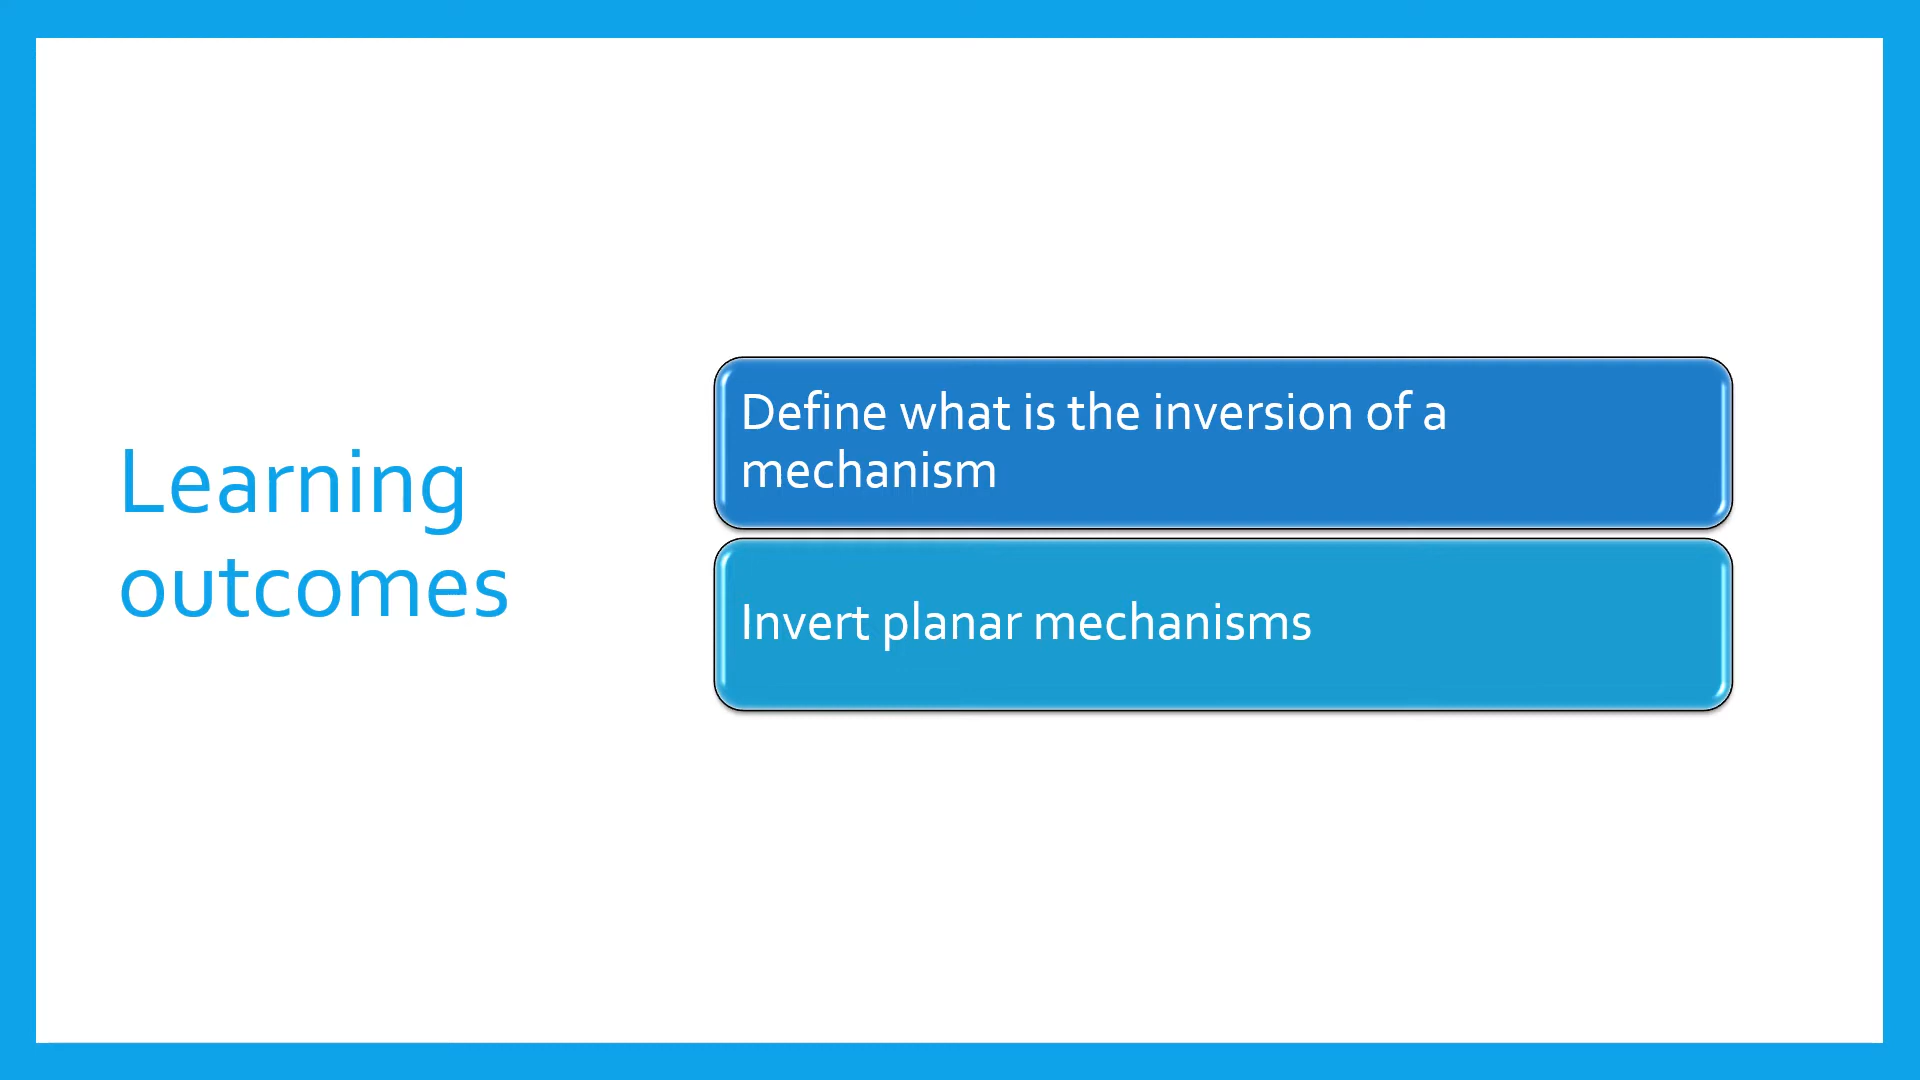 Learning
outcomes
Define what is the inversion of a
mechanism
Invert planar mechanisms